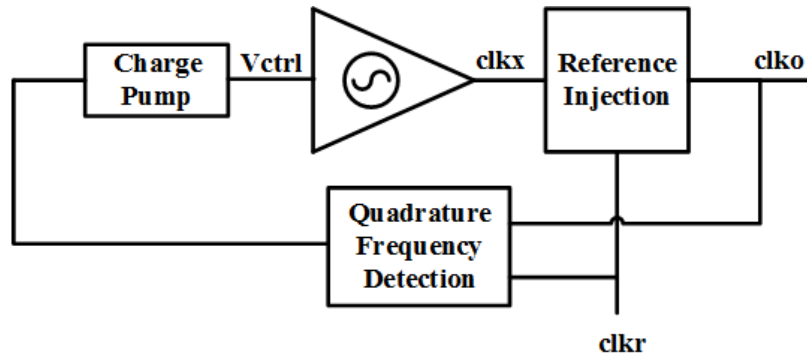 Charge
Pump
Vctrl
clkx
Reference
Injection
clko
Quadrature
Frequency
Detection
clkr